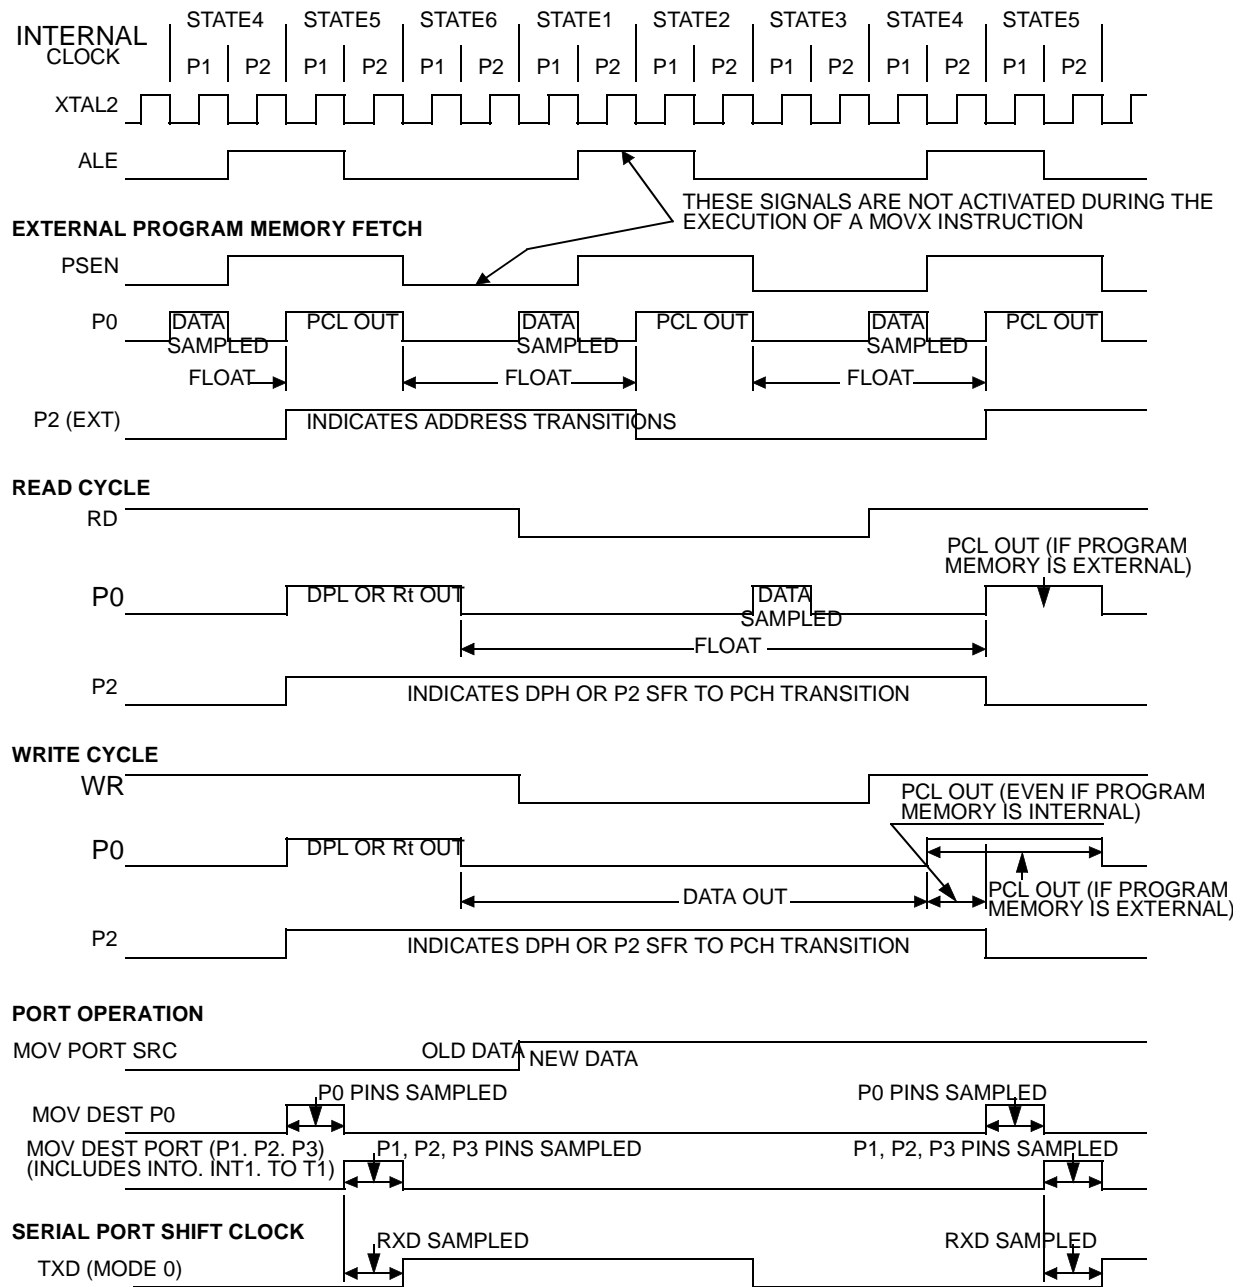 INTERNAL
CLOCK
STATE4 STATE5 STATE6 STATE1 STATE2 STATE3 STATE4 STATE5
P1 P2 P1 P2 P1 P2 P1 P2 P1 P2 P1 P2 P1 P2 P1 P2
XTAL2
ALE
THESE SIGNALS ARE NOT ACTIVATED DURING THE
EXECUTION OF A MOVX INSTRUCTION
EXTERNAL PROGRAM MEMORY FETCH
PSEN
P0 DATA PCL OUT DATA PCL OUT DATA PCL OUT
SAMPLED SAMPLED SAMPLED
FLOAT FLOAT FLOAT
P2 (EXT) INDICATES ADDRESS TRANSITIONS
READ CYCLE
RD
PCL OUT (IF PROGRAM
MEMORY IS EXTERNAL)
P0 DPL OR Rt OUT DATA
SAMPLED
FLOAT
P2 INDICATES DPH OR P2 SFR TO PCH TRANSITION
WRITE CYCLE
WR
PCL OUT (EVEN IF PROGRAM
MEMORY IS INTERNAL)
P0 DPL OR Rt OUT
DATA OUT
PCL OUT (IF PROGRAM
MEMORY IS EXTERNAL)
P2 INDICATES DPH OR P2 SFR TO PCH TRANSITION
PORT OPERATION
MOV PORT SRC OLD DATA NEW DATA
P0 PINS SAMPLED P0 PINS SAMPLED
MOV DEST P0
MOV DEST PORT (P1. P2. P3) P1, P2, P3 PINS SAMPLED P1, P2, P3 PINS SAMPLED
(INCLUDES INTO. INT1. TO T1)
SERIAL PORT SHIFT CLOCK
RXD SAMPLED RXD SAMPLED
TXD (MODE 0)